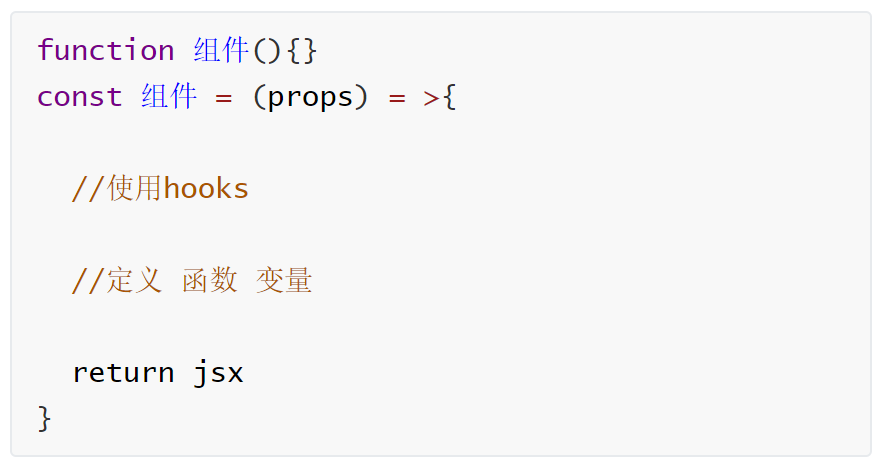 function 组件(){}
const 组件 = (props) = >{
//使用hooks
//定义 函数 变量
return jsx
}